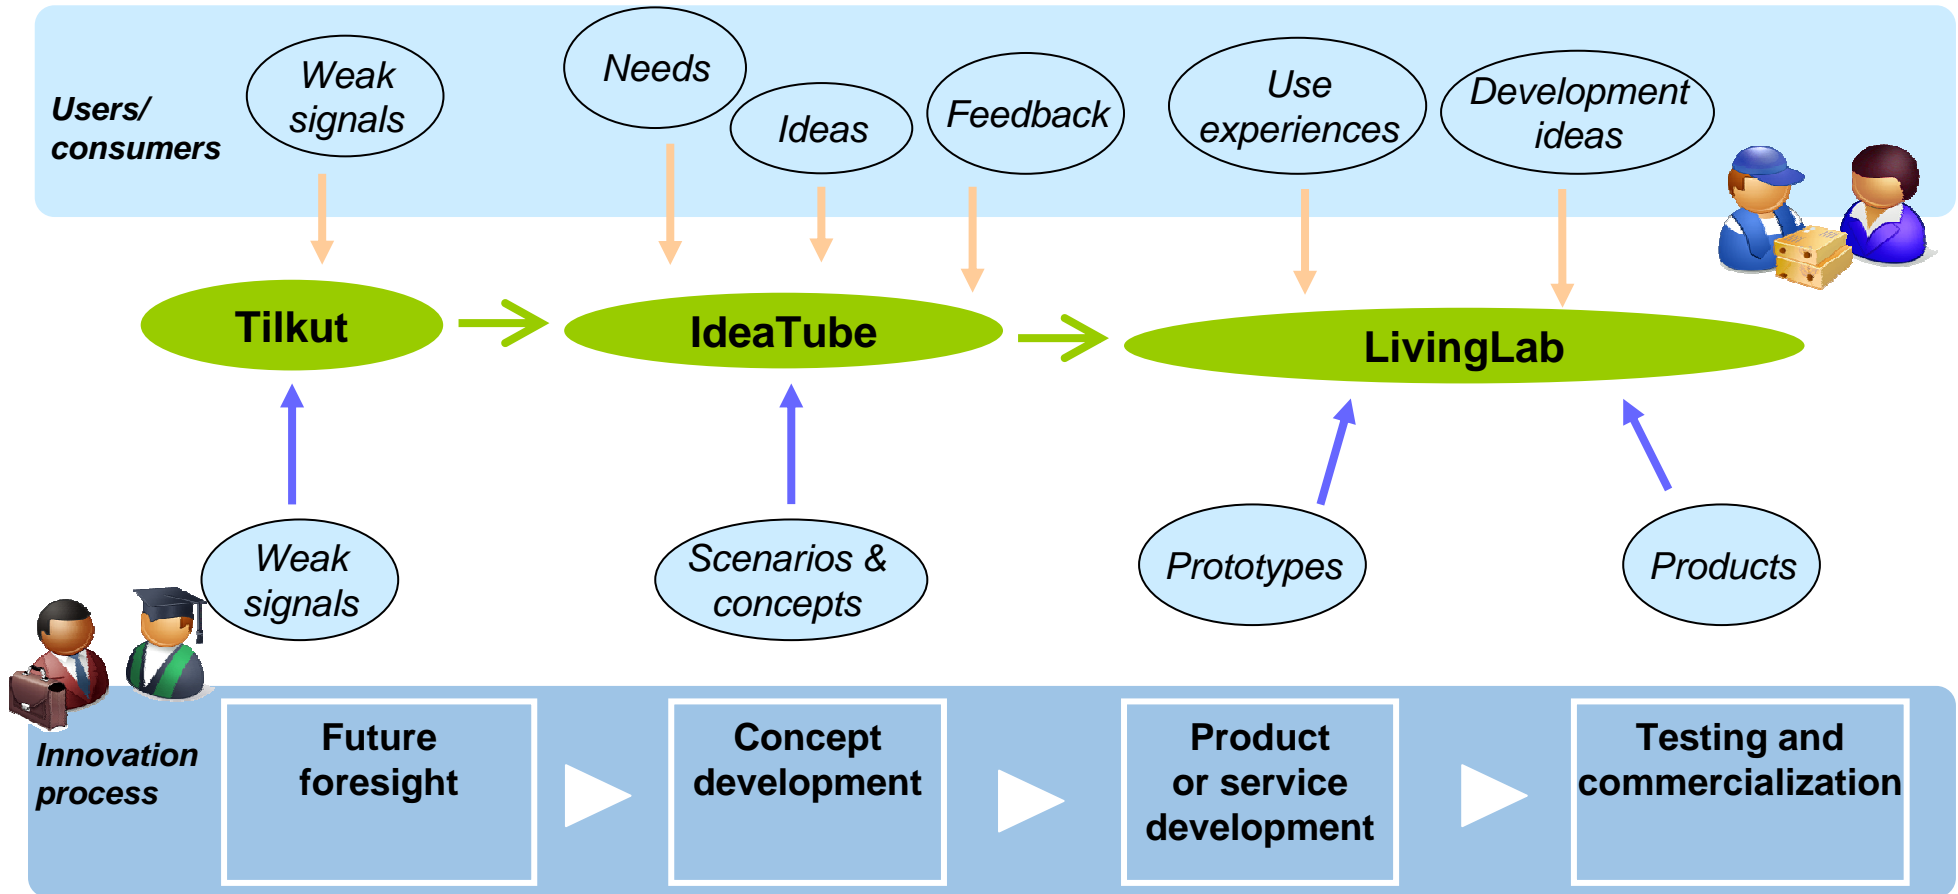 Users/
consumers
Weak
signals
Needs
Ideas
Feedback
Use
experiences
Development
ideas
Tilkut
IdeaTube
LivingLab
Weak
signals
Scenarios &
concepts
Prototypes
Products
Innovation
process
Future
foresight
Concept
development
Product
or service
development
Testing and
commercialization